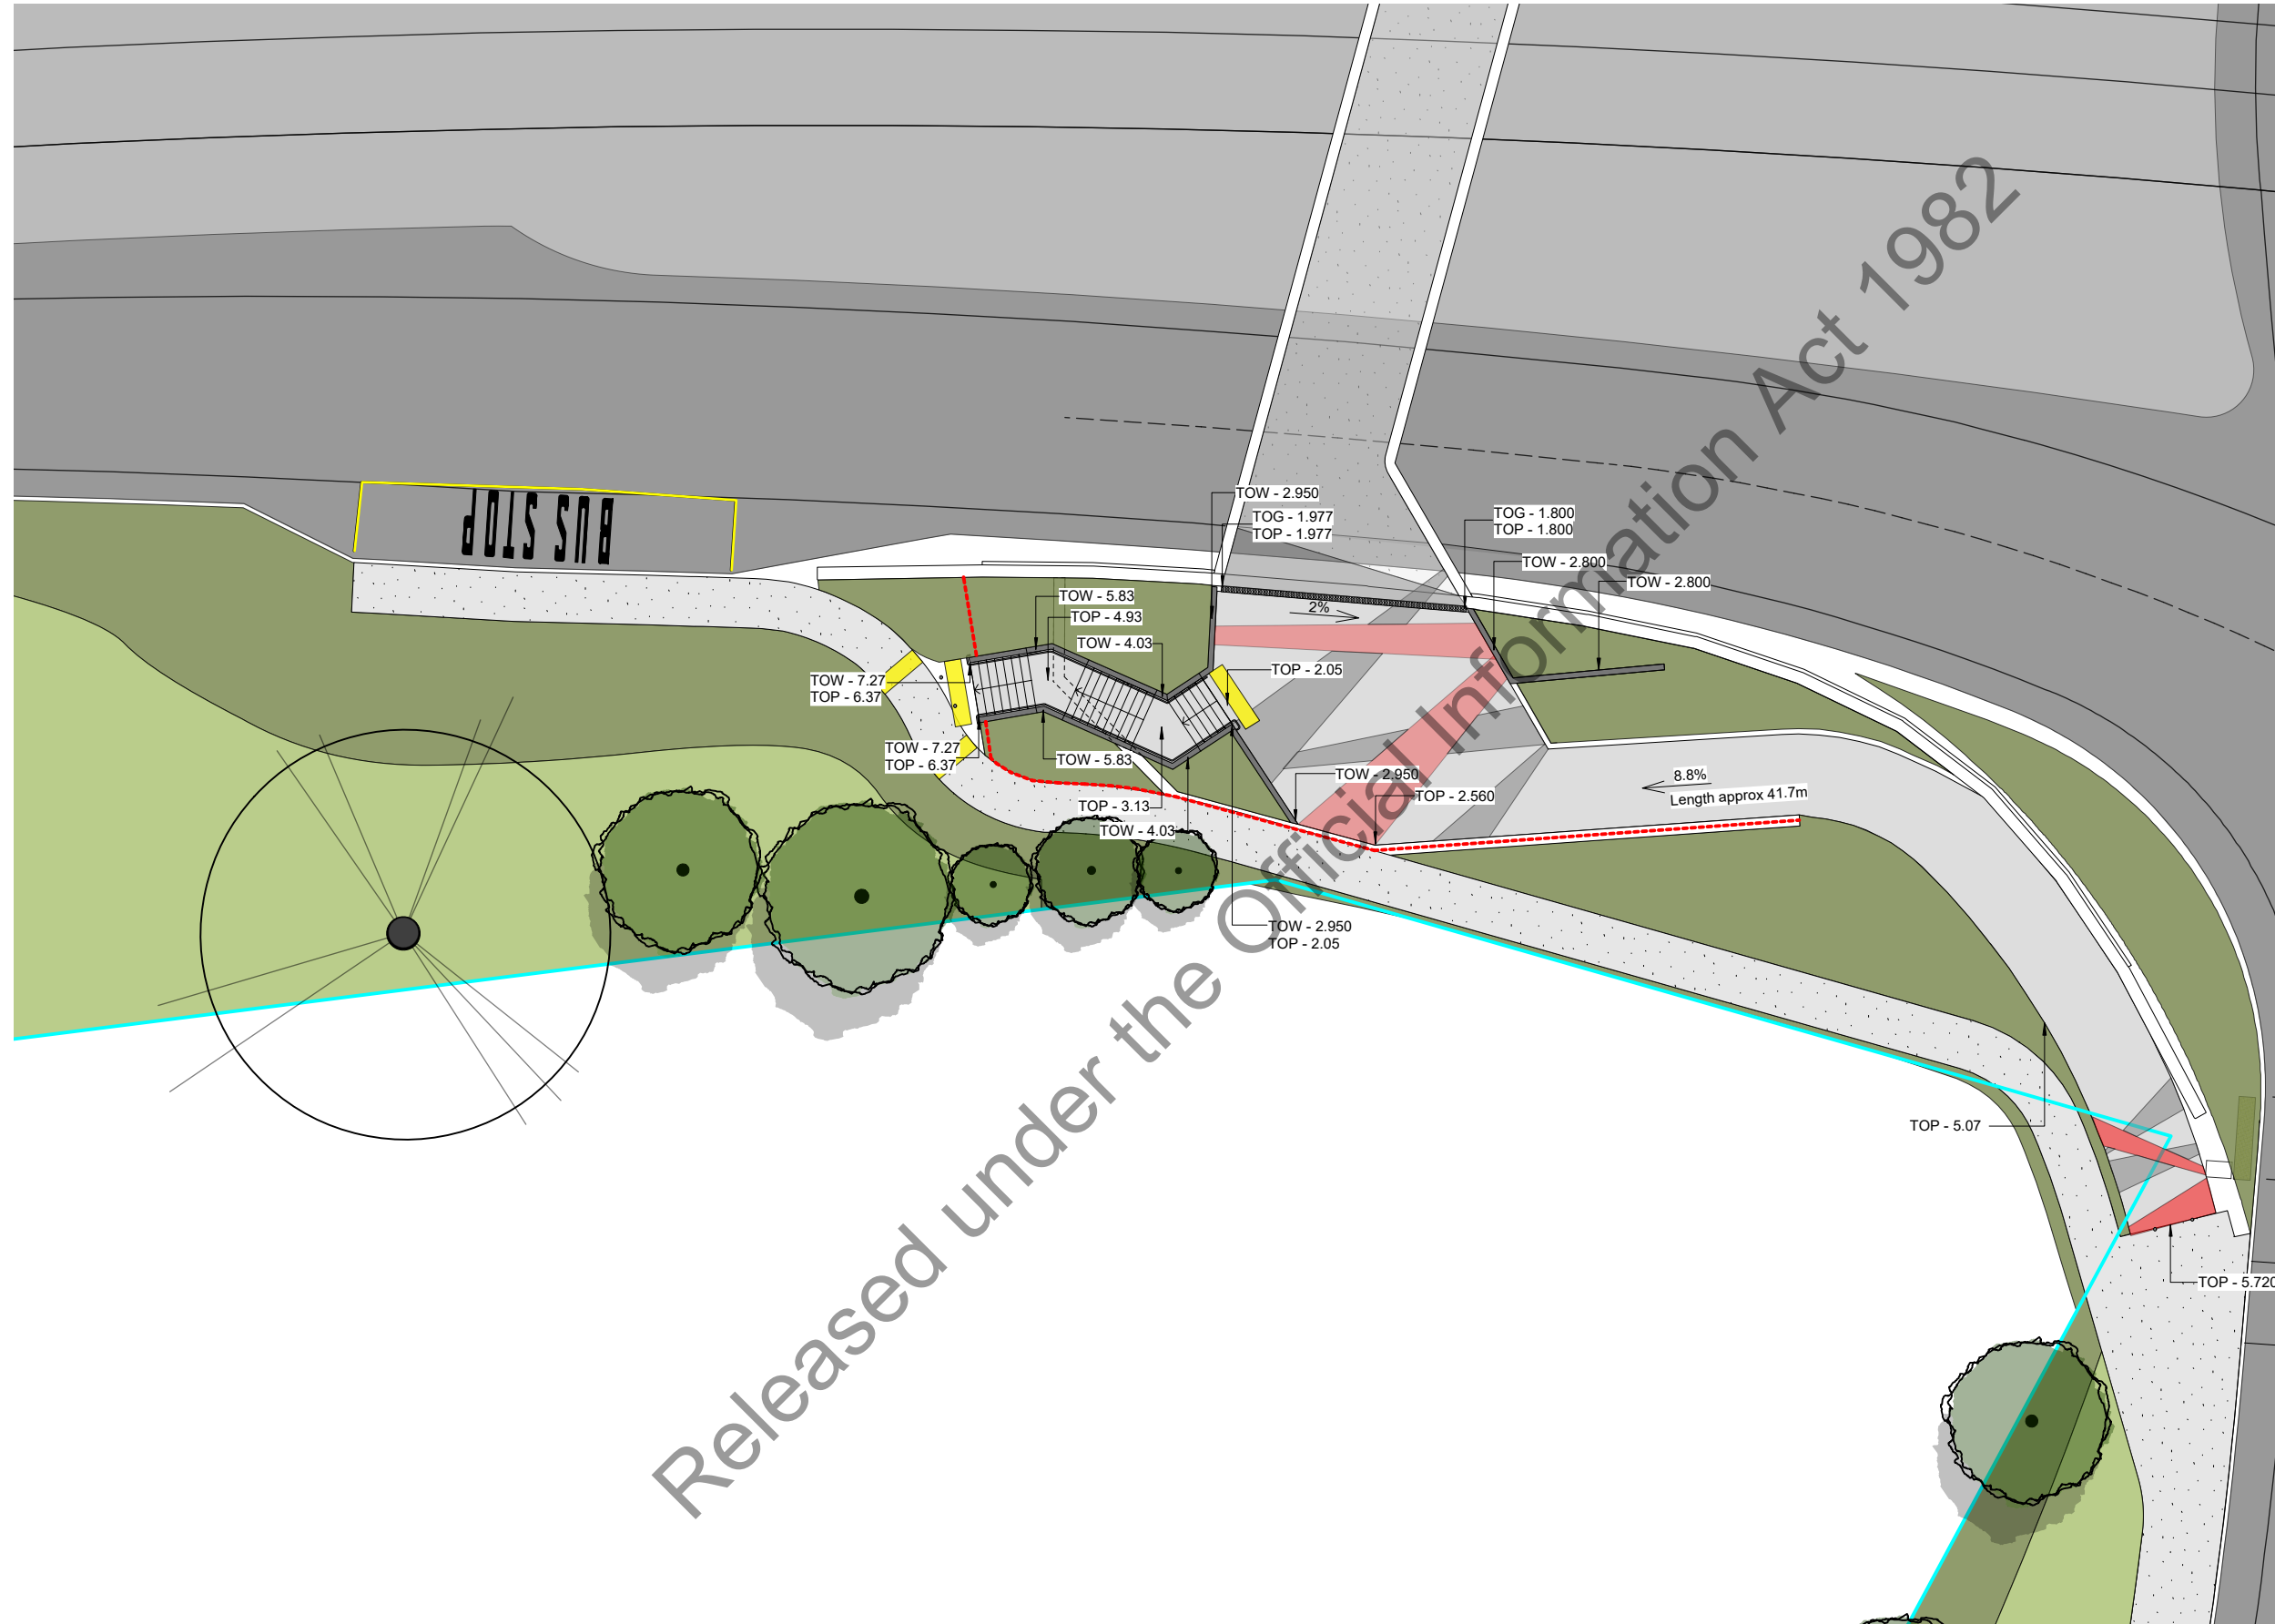 BUS STOP
TOW - 2.950
TOG - 1.977
TOP - 1.977
TOG - 1.800
TOP - 1.800
TOW - 2.800
TOW - 2.800
TOW - 5.83
TOP - 4.93
TOW - 4.03
2%
TOP - 2.05
TOW - 7.27
TOP - 6.37
TOW - 7.27
TOP - 6.37
TOW - 5.83
TOW - 2.950
TOP - 2.560
8.8%
Length approx 41.7m
TOP - 3.13
TOW - 4.03
TOW - 2.950
TOP - 2.05
TOP - 5.07
TOP - 5.720
Released under the Official Information Act 1982